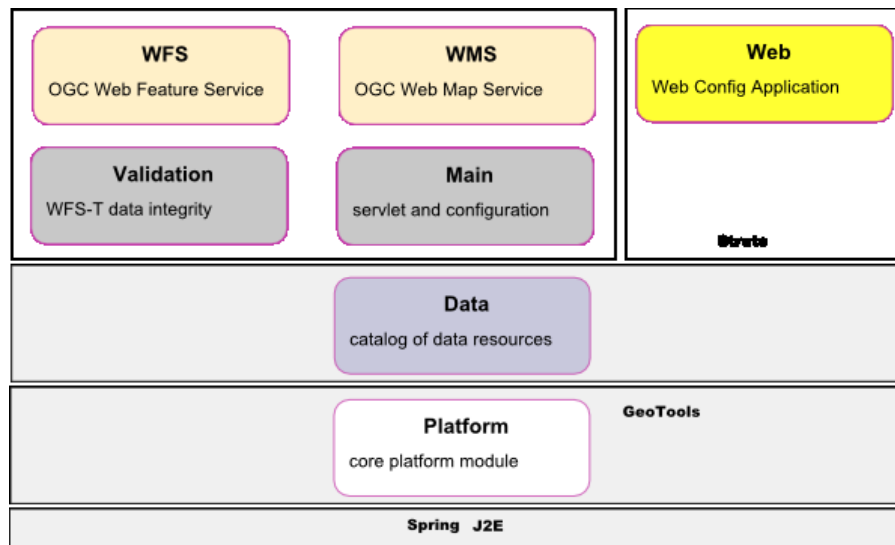 WFS
OGC Web Feature Service
WMS
OGC Web Map Service
Web
Web Config Application
Validation
WFS-T data integrity
Main
servlet and configuration
Struts
Data
catalog of data resources
GeoTools
Platform
core platform module
Spring J2E